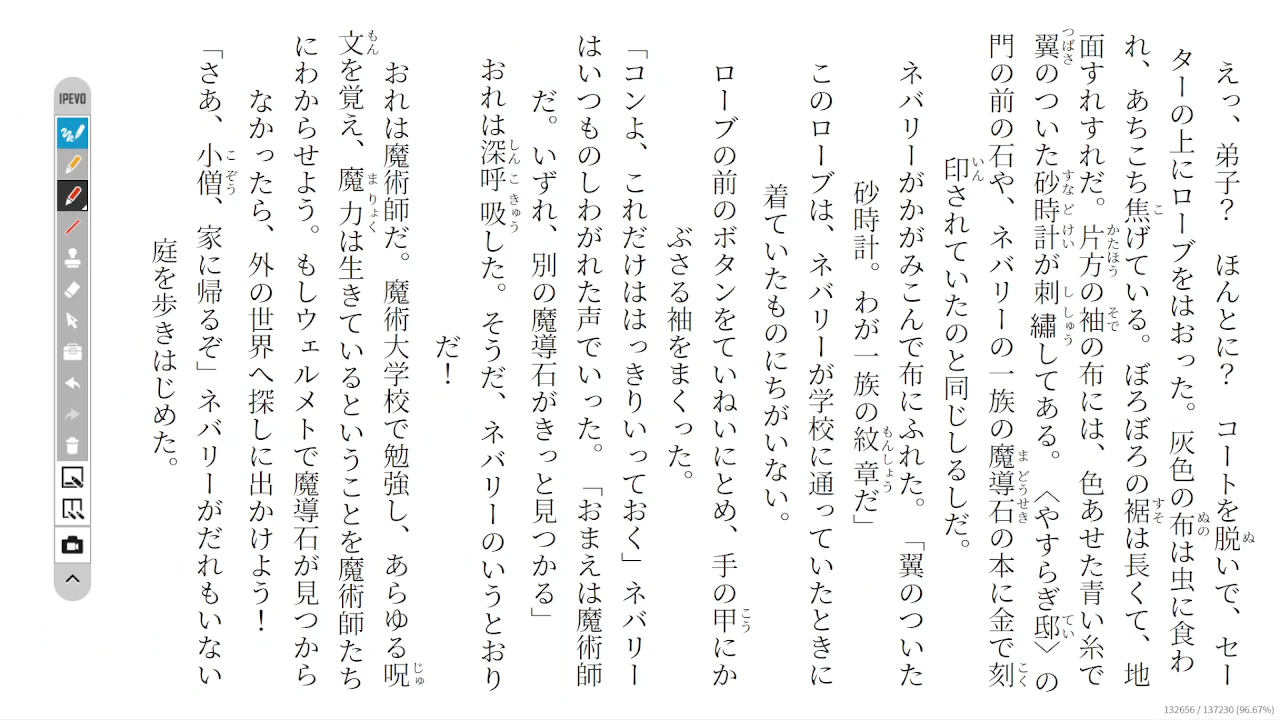 えっ、弟子？　ほんとに？　コートを脱いで、セー
ターの上にローブをはおった。灰色の布は虫に食わ
れ、あちこち焦げている。ぼろぼろの裾は長くて、地
面すれすれだ。片方の袖の布には、色あせた青い糸で
翼のついた砂時計が刺繡してある。〈やすらぎ邸〉の
門の前の石や、ネバリーの一族の魔導石の本に金で刻
印されていたのと同じしるしだ。
ネバリーがかがみこんで布にふれた。「翼のついた
砂時計。わが一族の紋章だ」
このローブは、ネバリーが学校に通っていたときに
着ていたものにちがいない。
ローブの前のボタンをていねいにとめ、手の甲にか
ぶさる袖をまくった。
「コンよ、これだけははっきりいっておく」ネバリー
はいつものしわがれた声でいった。「おまえは魔術師
だ。いずれ、別の魔導石がきっと見つかる」
おれは深呼吸した。そうだ、ネバリーのいうとおり
だ！
おれは魔術師だ。魔術大学校で勉強し、あらゆる呪
文を覚え、魔力は生きているということを魔術師たち
にわからせよう。もしウェルメトで魔導石が見つから
なかったら、外の世界へ探しに出かけよう！
「さあ、小僧、家に帰るぞ」ネバリーがだれもいない
庭を歩きはじめた。
IPEVO
132656 / 137230 (96.67%)